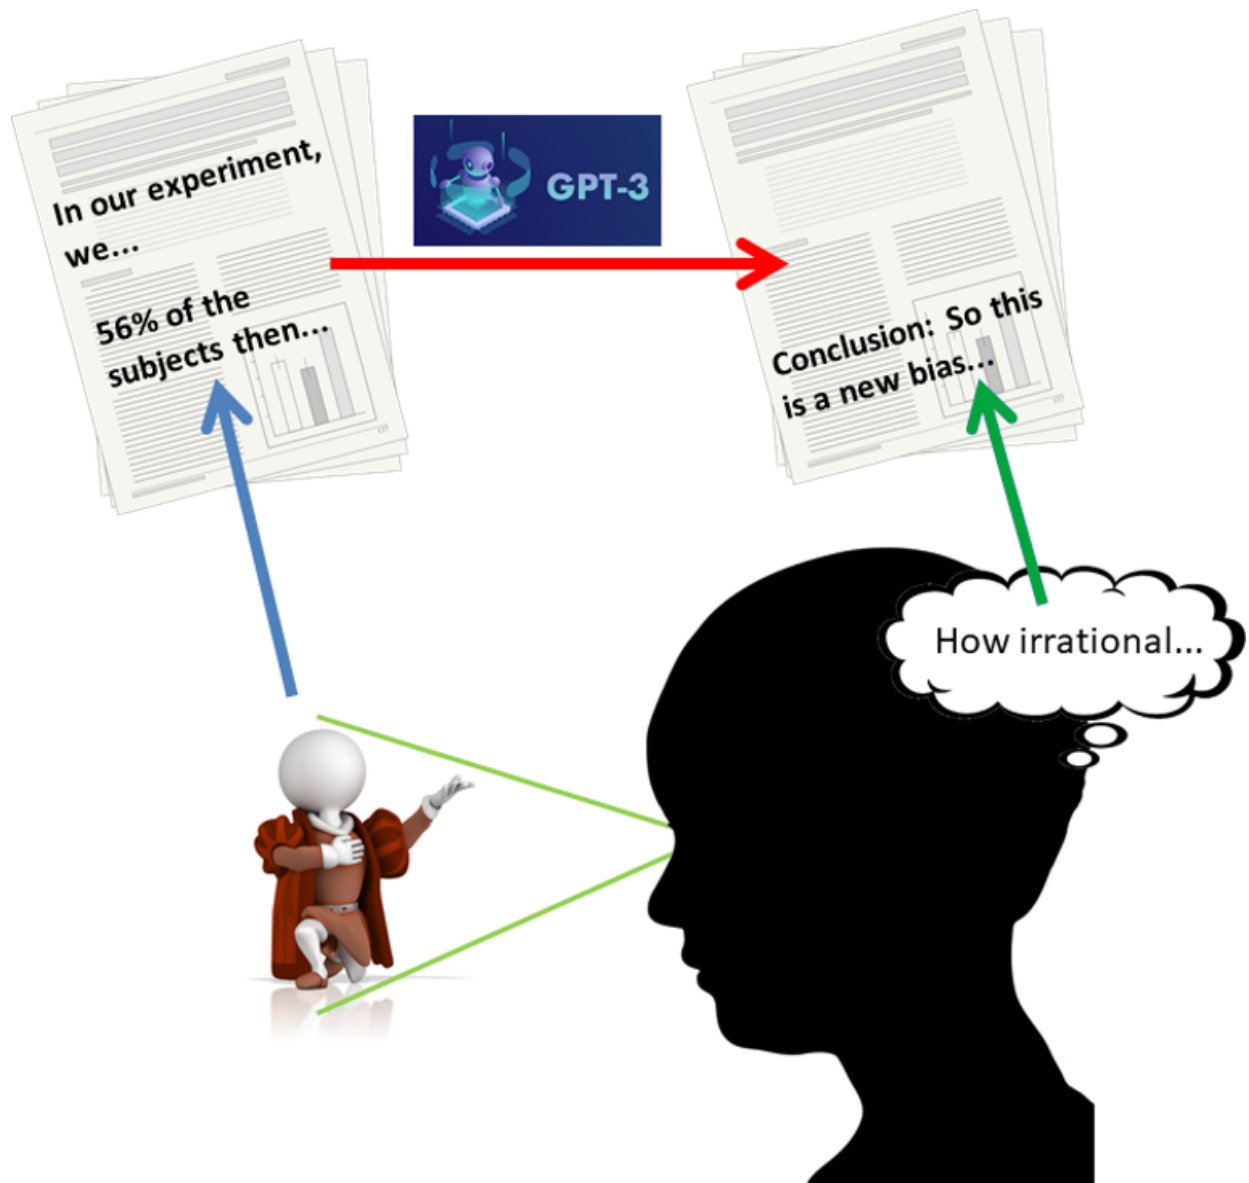 In our experiment,
we...
56% of the
subjects then...
GPT-3
Conclusion: So this
is a new bias...
How irrational...